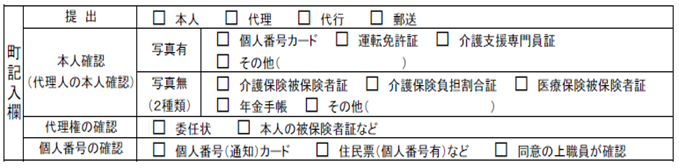 町記入欄
提 出 □ 本人 □ 代理 □ 代行 □ 郵送
本人確認
(代理人の本人確認)
写真有 □ 個人番号カード □ 運転免許証 □ 介護支援専門員証
□ その他( )
写真無
(2種類)
□ 介護保険被保険者証 □ 介護保険負担割合証 □ 医療保険被保険者証
□ 年金手帳 □ その他( )
代理権の確認 □ 委任状 □ 本人の被保険者証など
個人番号の確認 □ 個人番号(通知)カード □ 住民票(個人番号有)など □ 同意の上職員が確認